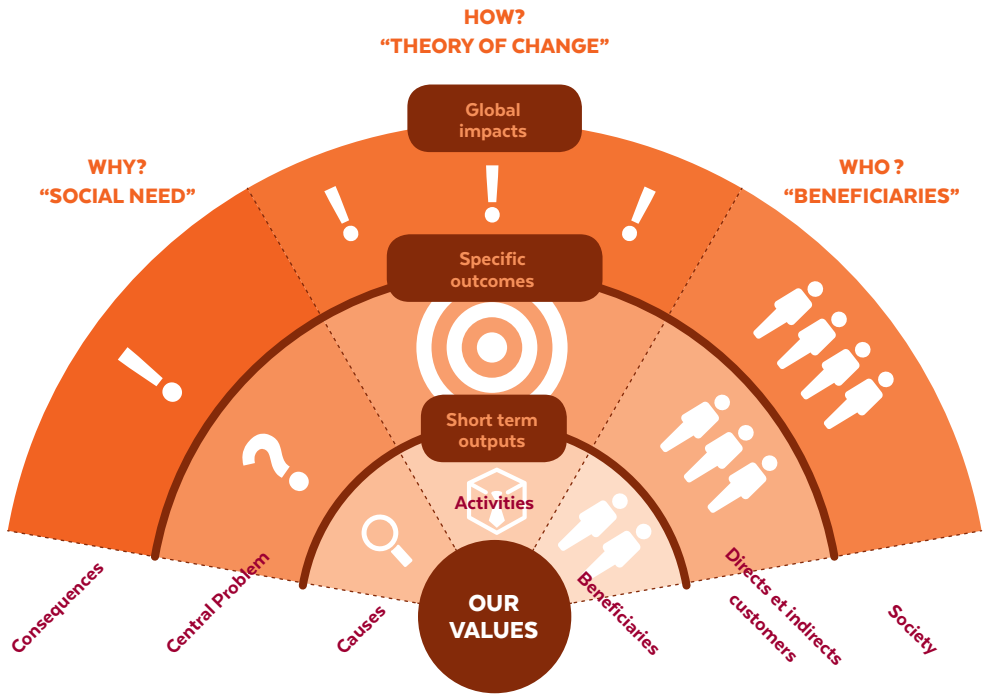 HOW?
“THEORY OF CHANGE”
Global
impacts
WHY?
“SOCIAL NEED”
WHO ?
“BENEFICIARIES”
Specific
outcomes
Short term
outputs
Activities
Consequences
Central Problem
Causes
OUR
VALUES
Beneficiaries
Directs et indirects
customers
Society